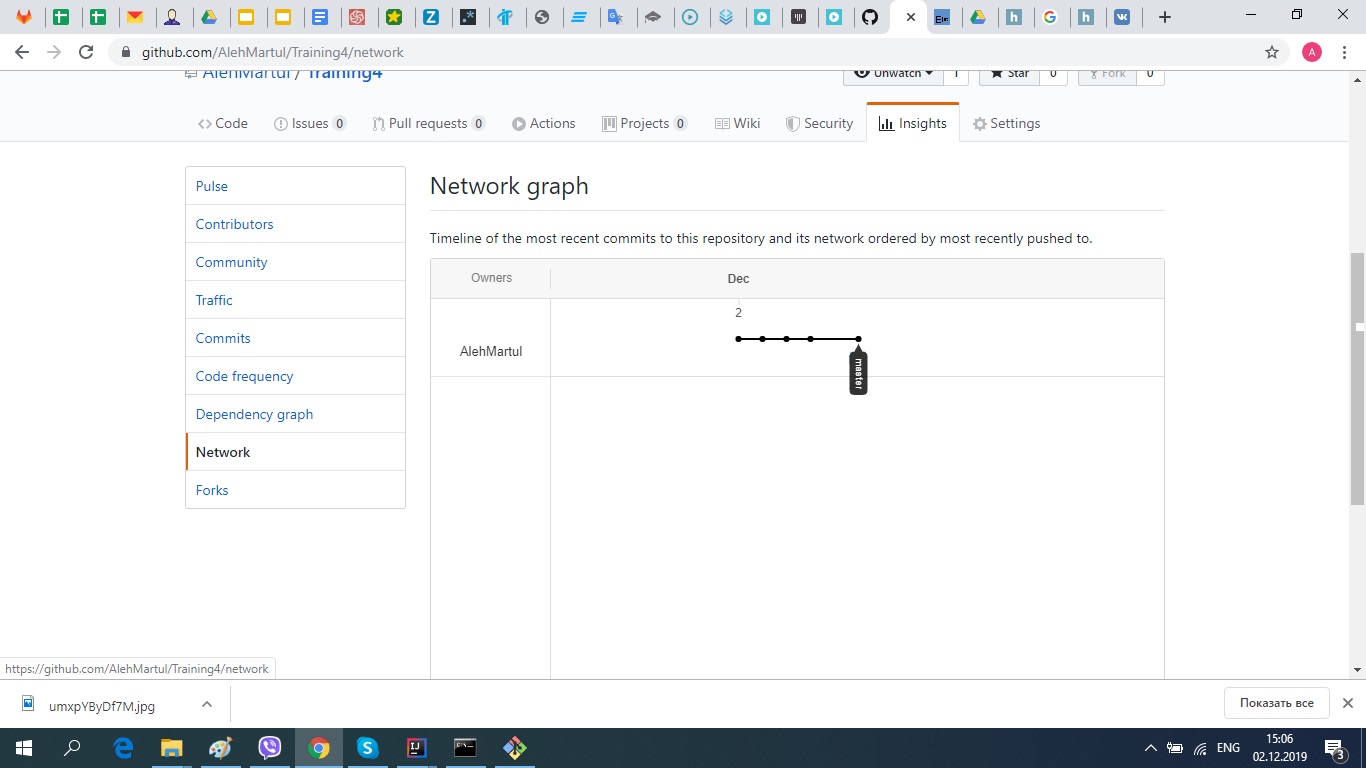 github.com/AlehMartul/Training4/network
A
AlehMartul / Training4
Unwatch 1 Star 0 Fork 0
Code Issues 0 Pull requests 0 Actions Projects 0 Wiki Security Insights Settings
Pulse
Contributors
Community
Traffic
Commits
Code frequency
Dependency graph
Network
Forks
Network graph
Timeline of the most recent commits to this repository and its network ordered by most recently pushed to.
Owners Dec
2
AlehMartul
master
https://github.com/AlehMartul/Training4/network
umxpYByDf7M.jpg
Показать все
ENG
15:06
02.12.2019
3